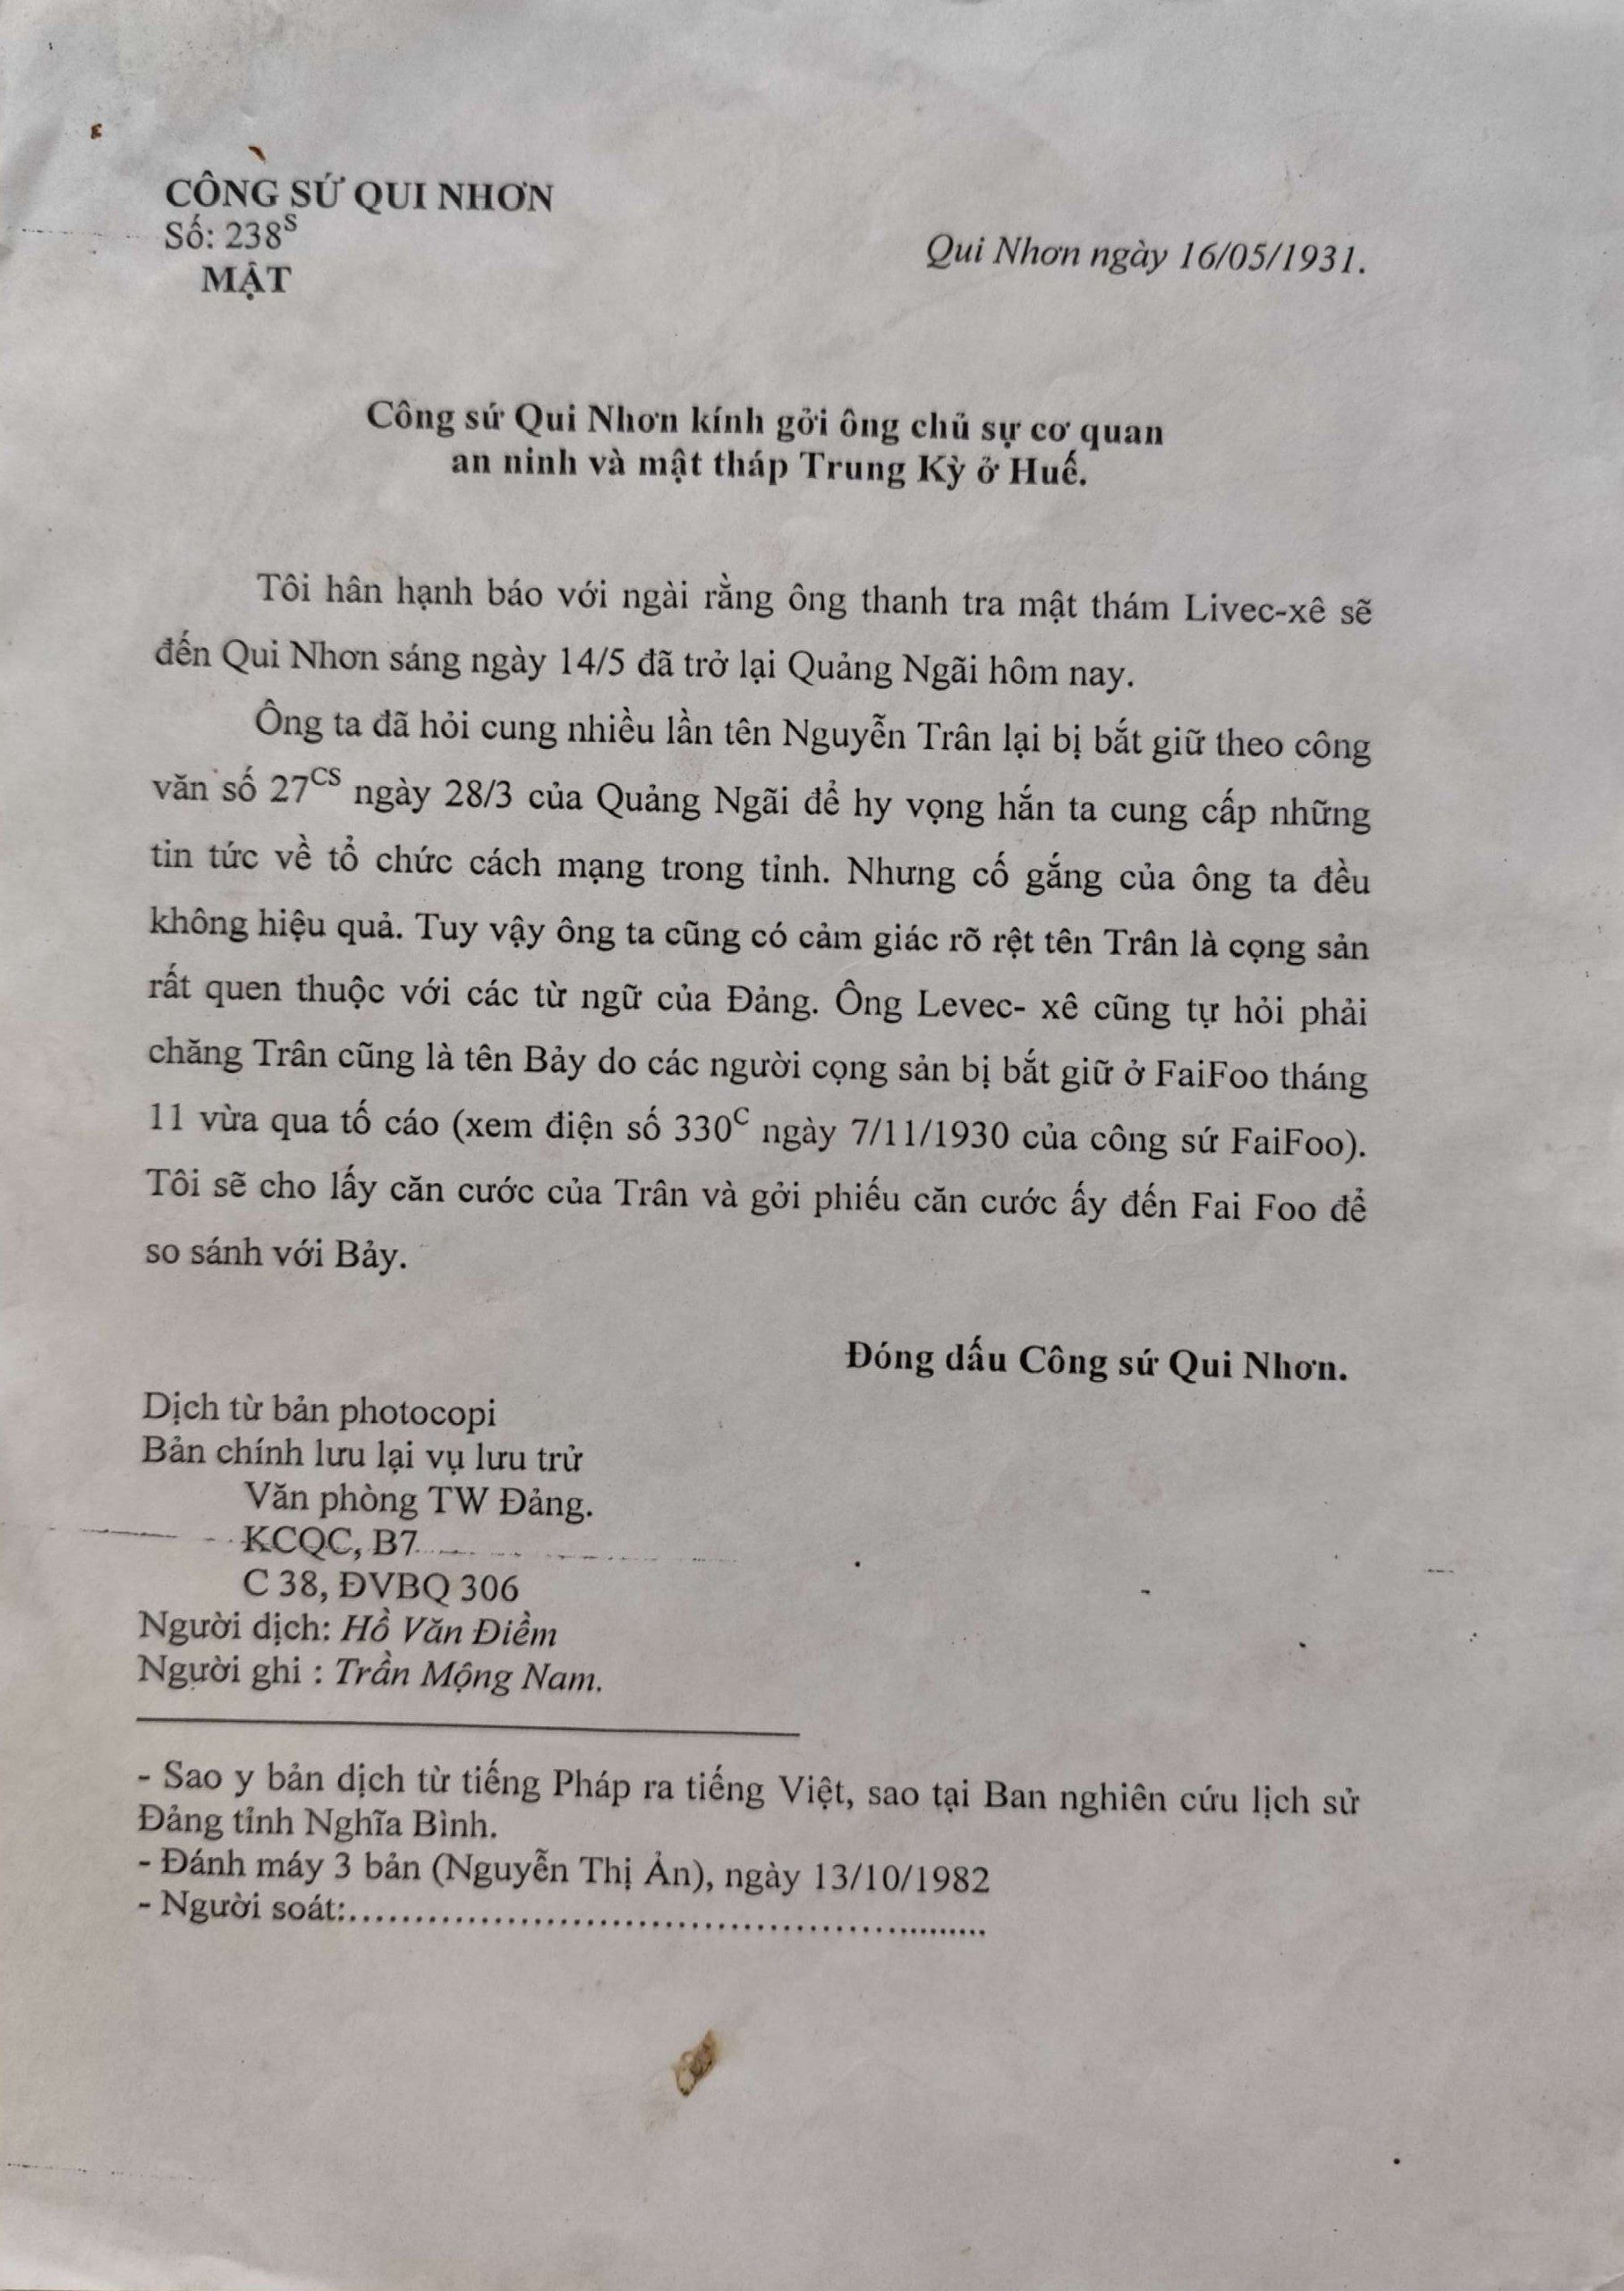 CÔNG SỨ QUI NHƠN
Số: 238S
Qui Nhơn ngày 16/05/1931.
MẬT
Công sứ Qui Nhơn kính gởi ông chủ sự cơ quan
an ninh và mật tháp Trung Kỳ ở Huế.
Tôi hân hạnh báo với ngài rằng ông thanh tra mật thám Livec-xê sẽ
đến Qui Nhơn sáng ngày 14/5 đã trở lại Quảng Ngãi hôm nay.
Ông ta đã hỏi cung nhiều lần tên Nguyễn Trân lại bị bắt giữ theo công
văn số 27CS ngày 28/3 của Quảng Ngãi để hy vọng hắn ta cung cấp những
tin tức về tổ chức cách mạng trong tỉnh. Nhưng cố gắng của ông ta đều
không hiệu quả. Tuy vậy ông ta cũng có cảm giác rõ rệt tên Trân là cọng sản
rất quen thuộc với các từ ngữ của Đảng. Ông Levec- xê cũng tự hỏi phải
chăng Trân cũng là tên Bảy do các người cọng sản bị bắt giữ ở FaiFoo tháng
11 vừa qua tố cáo (xem điện số 330C ngày 7/11/1930 của công sứ FaiFoo).
Tôi sẽ cho lấy căn cước của Trân và gởi phiếu căn cước ấy đến Fai Foo để
so sánh với Bảy.
Đóng dấu Công sứ Qui Nhơn.
Dịch từ bản photocopi
Bản chính lưu lại vụ lưu trử
Văn phòng TW Đảng.
KCQC, B7
C 38, ĐVBQ 306
Người dịch: Hồ Văn Điềm
Người ghi : Trần Mộng Nam.
- Sao y bản dịch từ tiếng Pháp ra tiếng Việt, sao tại Ban nghiên cứu lịch sử
Đảng tỉnh Nghĩa Bình.
- Đánh máy 3 bản (Nguyễn Thị Ản), ngày 13/10/1982
- Người soát:..........................................................